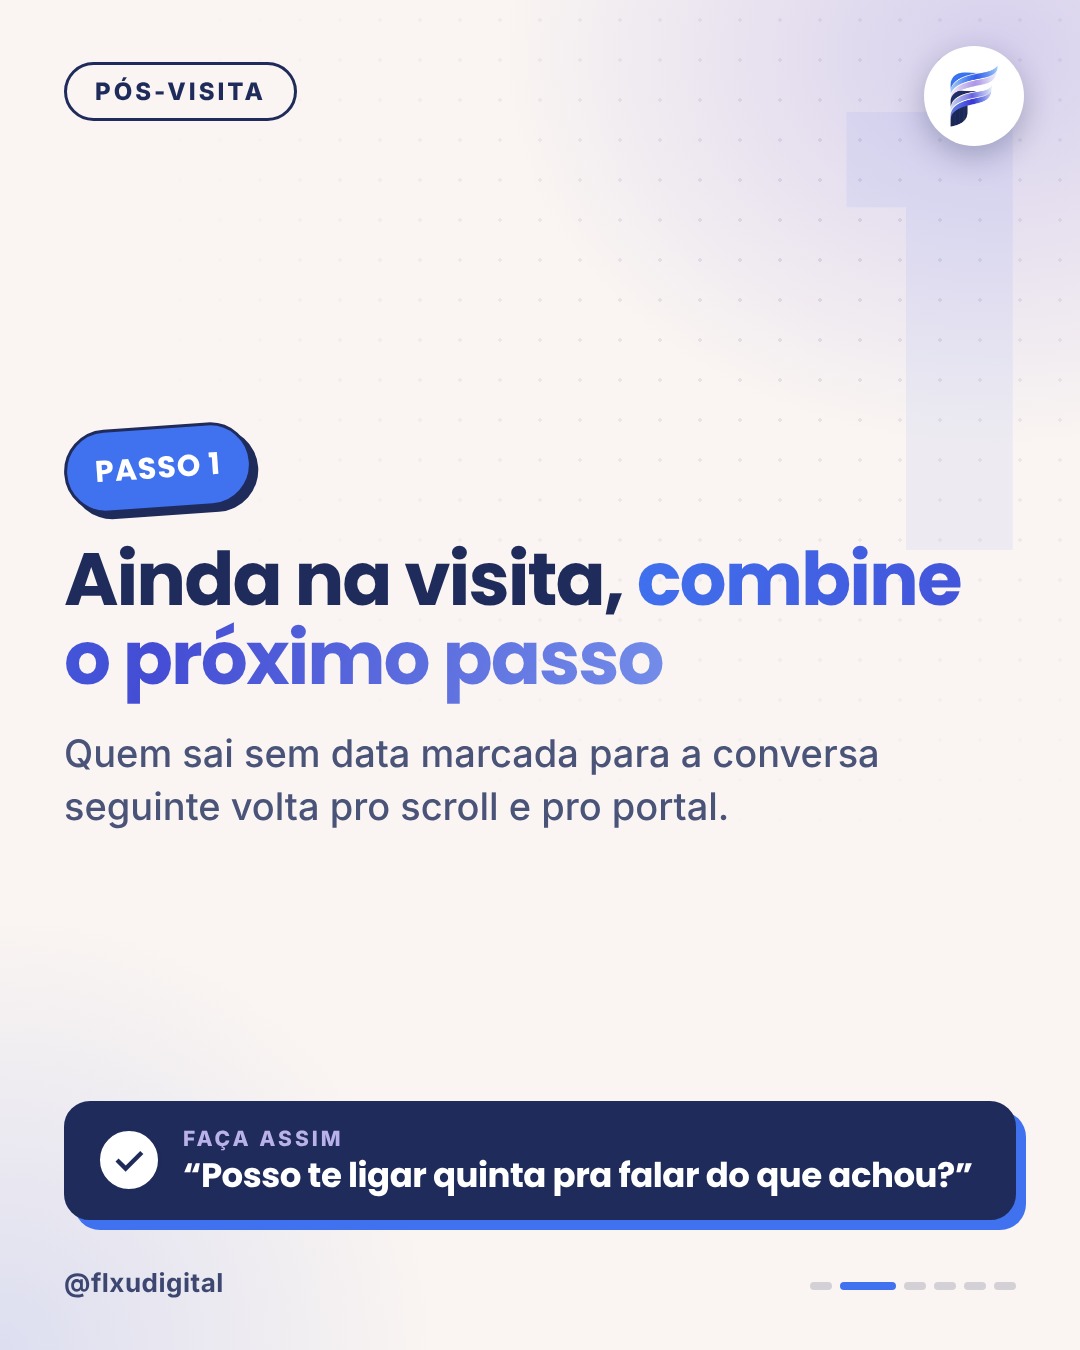 PÓS-VISITA
1
PASSO 1
Ainda na visita, combine
o próximo passo
Quem sai sem data marcada para a conversa
seguinte volta pro scroll e pro portal.
FAÇA ASSIM
“Posso te ligar quinta pra falar do que achou?”
@flxudigital